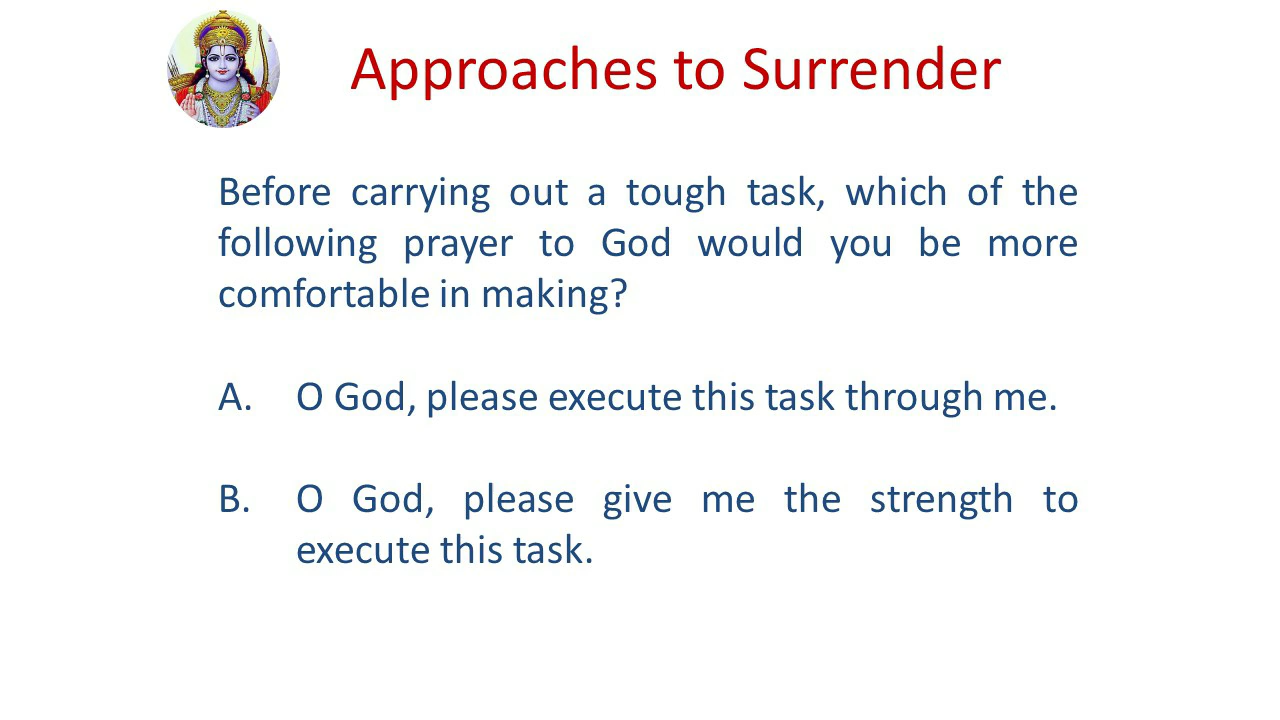 Approaches to Surrender
Before carrying out a tough task, which of the
following prayer to God would you be more
comfortable in making?
A. O God, please execute this task through me.
B. O God, please give me the strength to
execute this task.